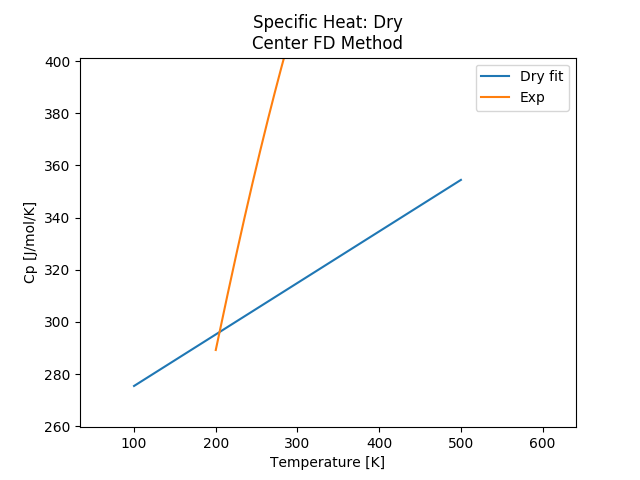 Specific Heat: Dry
Center FD Method
Dry fit
Exp
Cp [J/mol/K]
400
380
360
340
320
300
280
260
100 200 300 400 500 600
Temperature [K]